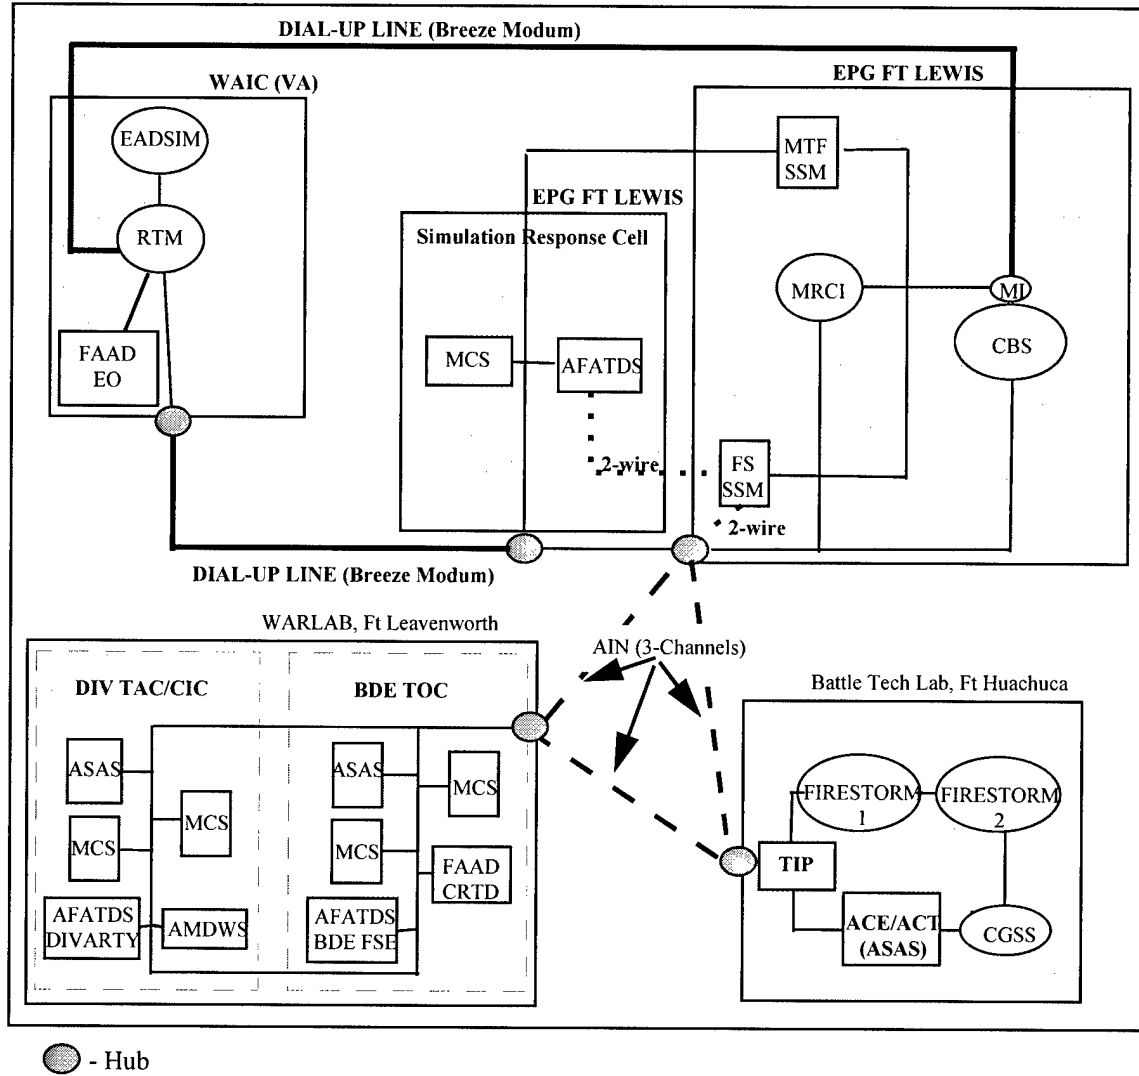 DIAL-UP LINE (Breeze Modum)
WAIC (VA)
EADSIM
RTM
FAAD
EO
EPG FT LEWIS
MTF
SSM
MRCI
MI
CBS
FS
SSM
2-wire
EPG FT LEWIS
Simulation Response Cell
MCS
AFATDS
2-wire
DIAL-UP LINE (Breeze Modum)
WARLAB, Ft Leavenworth
DIV TAC/CIC
ASAS
MCS
MCS
AFATDS
DIVARTY
AMDWS
BDE TOC
ASAS
MCS
MCS
FAAD
CRTD
AFATDS
BDE FSE
AIN (3-Channels)
Battle Tech Lab, Ft Huachuca
FIRESTORM
1
FIRESTORM
2
TIP
ACE/ACT
(ASAS)
CGSS
- Hub